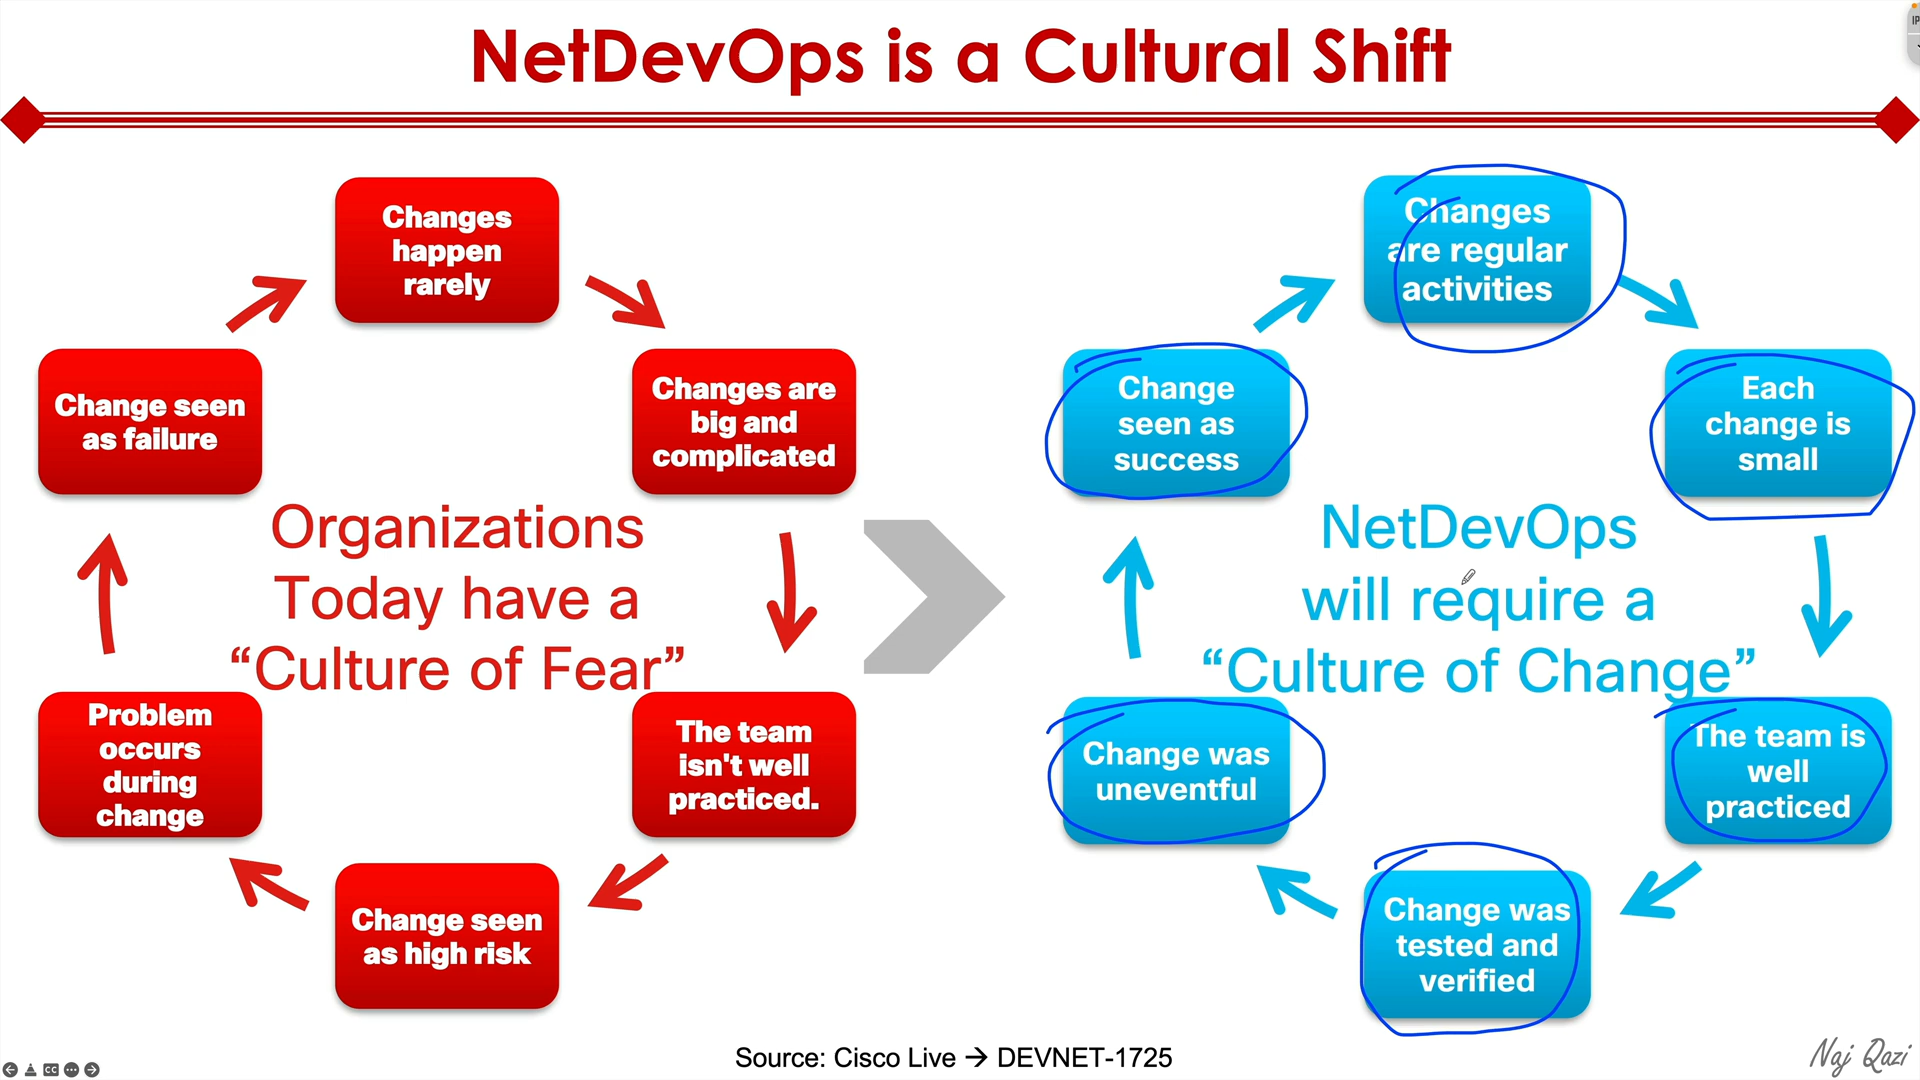 NetDevOps is a Cultural Shift
IP
Changes
happen
rarely
Changes are
big and
complicated
The team
isn't well
practiced.
Change seen
as high risk
Problem
occurs
during
change
Change seen
as failure
Organizations
Today have a
“Culture of Fear”
Changes
are regular
activities
Each
change is
small
The team is
well
practiced
Change was
tested and
verified
Change was
uneventful
Change
seen as
success
NetDevOps
will require a
“Culture of Change”
Source: Cisco Live → DEVNET-1725
CC
Naj Qazi